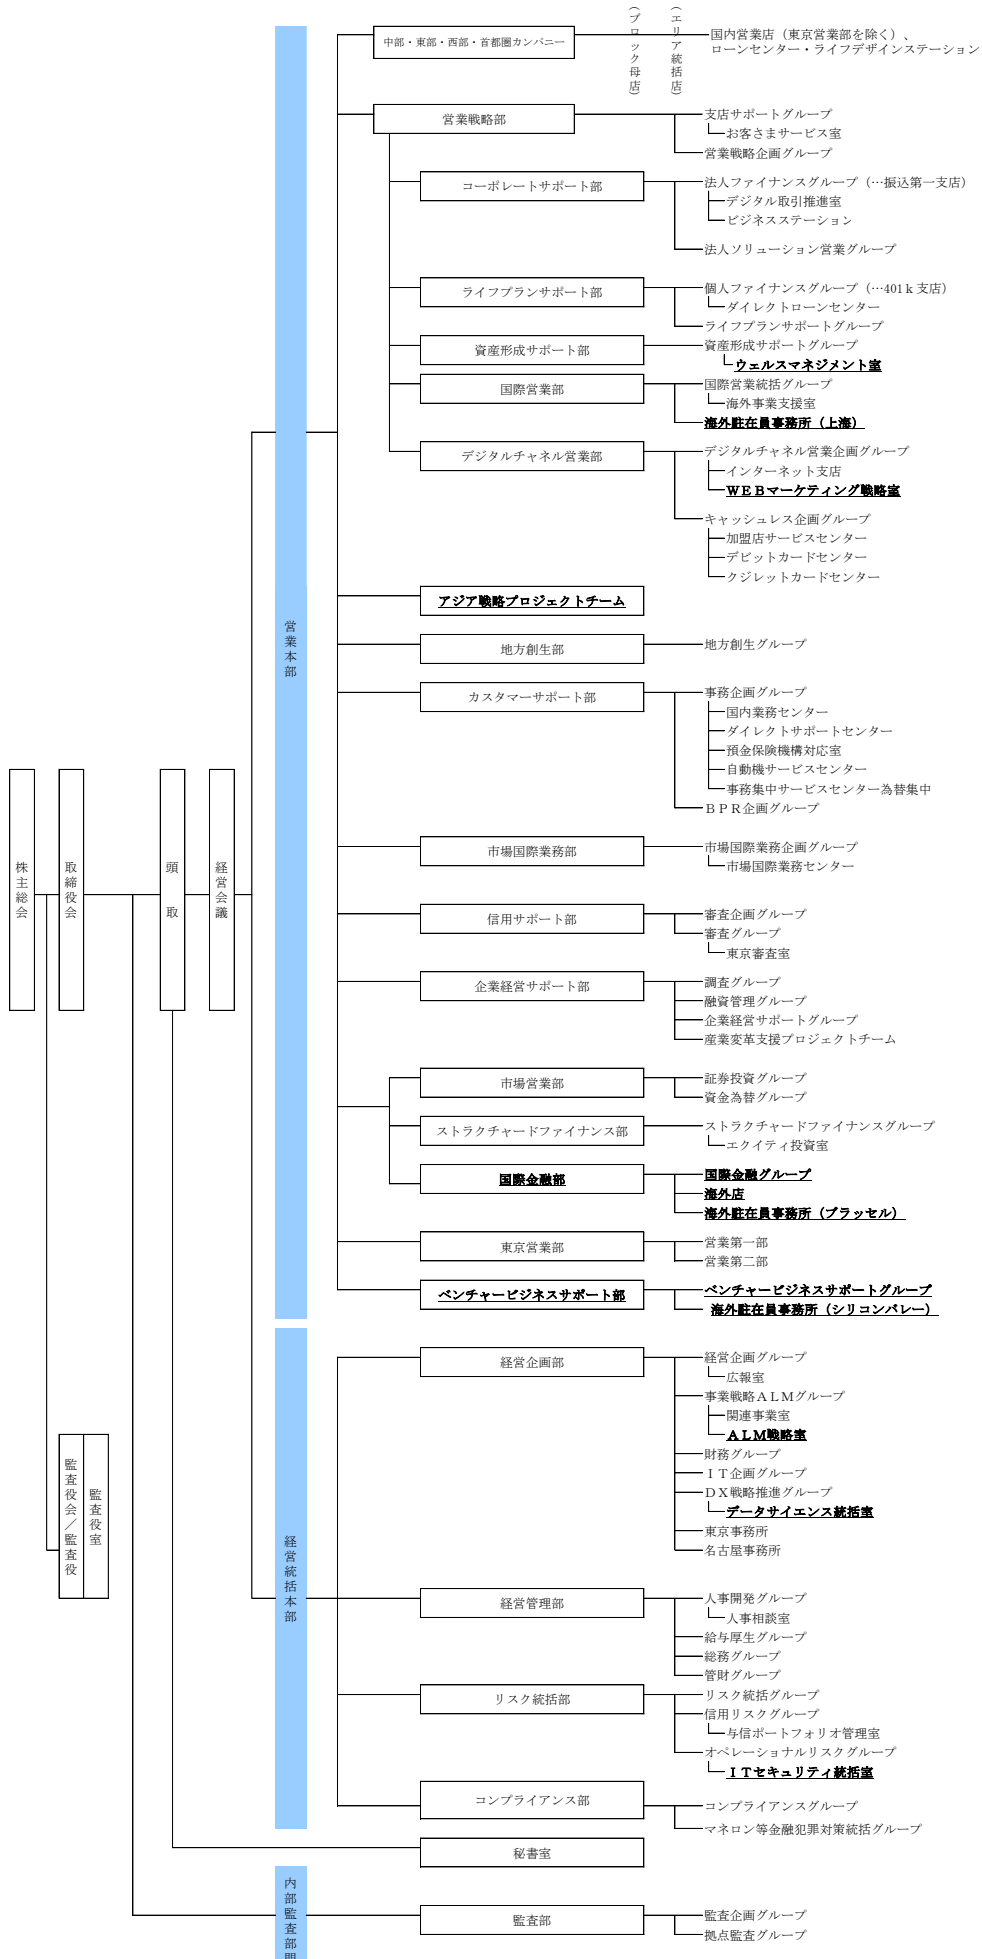 （ブロック母店）
（エリア統括店）
中部・東部・西部・首都圏カンパニー
国内営業店（東京営業部を除く）、
ローンセンター・ライフデザインステーション
営業戦略部
支店サポートグループ
お客さまサービス室
営業戦略企画グループ
コーポレートサポート部
法人ファイナンスグループ（…振込第一支店）
デジタル取引推進室
ビジネスステーション
法人ソリューション営業グループ
ライフプランサポート部
個人ファイナンスグループ（…401ｋ支店）
ダイレクトローンセンター
ライフプランサポートグループ
資産形成サポート部
資産形成サポートグループ
ウェルスマネジメント室
国際営業部
国際営業統括グループ
海外事業支援室
海外駐在員事務所（上海）
デジタルチャネル営業部
デジタルチャネル営業企画グループ
インターネット支店
ＷＥＢマーケティング戦略室
キャッシュレス企画グループ
加盟店サービスセンター
デビットカードセンター
クジレットカードセンター
アジア戦略プロジェクトチーム
営業本部
地方創生部
地方創生グループ
カスタマーサポート部
事務企画グループ
国内業務センター
ダイレクトサポートセンター
預金保険機構対応室
自動機サービスセンター
事務集中サービスセンター為替集中
ＢＰＲ企画グループ
株主総会
取締役会
頭取
経営会議
市場国際業務部
市場国際業務企画グループ
市場国際業務センター
信用サポート部
審査企画グループ
審査グループ
東京審査室
企業経営サポート部
調査グループ
融資管理グループ
企業経営サポートグループ
産業変革支援プロジェクトチーム
市場営業部
証券投資グループ
資金為替グループ
ストラクチャードファイナンス部
ストラクチャードファイナンスグループ
エクイティ投資室
国際金融部
国際金融グループ
海外店
海外駐在員事務所（ブラッセル）
東京営業部
営業第一部
営業第二部
ベンチャービジネスサポート部
ベンチャービジネスサポートグループ
海外駐在員事務所（シリコンバレー）
経営企画部
経営企画グループ
広報室
事業戦略ＡＬＭグループ
関連事業室
ＡＬＭ戦略室
財務グループ
ＩＴ企画グループ
ＤＸ戦略推進グループ
データサイエンス統括室
東京事務所
名古屋事務所
監査役会／監査役
監査役室
経営統括本部
経営管理部
人事開発グループ
人事相談室
給与厚生グループ
総務グループ
管財グループ
リスク統括部
リスク統括グループ
信用リスクグループ
与信ポートフォリオ管理室
オペレーショナルリスクグループ
ＩＴセキュリティ統括室
コンプライアンス部
コンプライアンスグループ
マネロン等金融犯罪対策統括グループ
秘書室
内部監査部門
監査部
監査企画グループ
拠点監査グループ